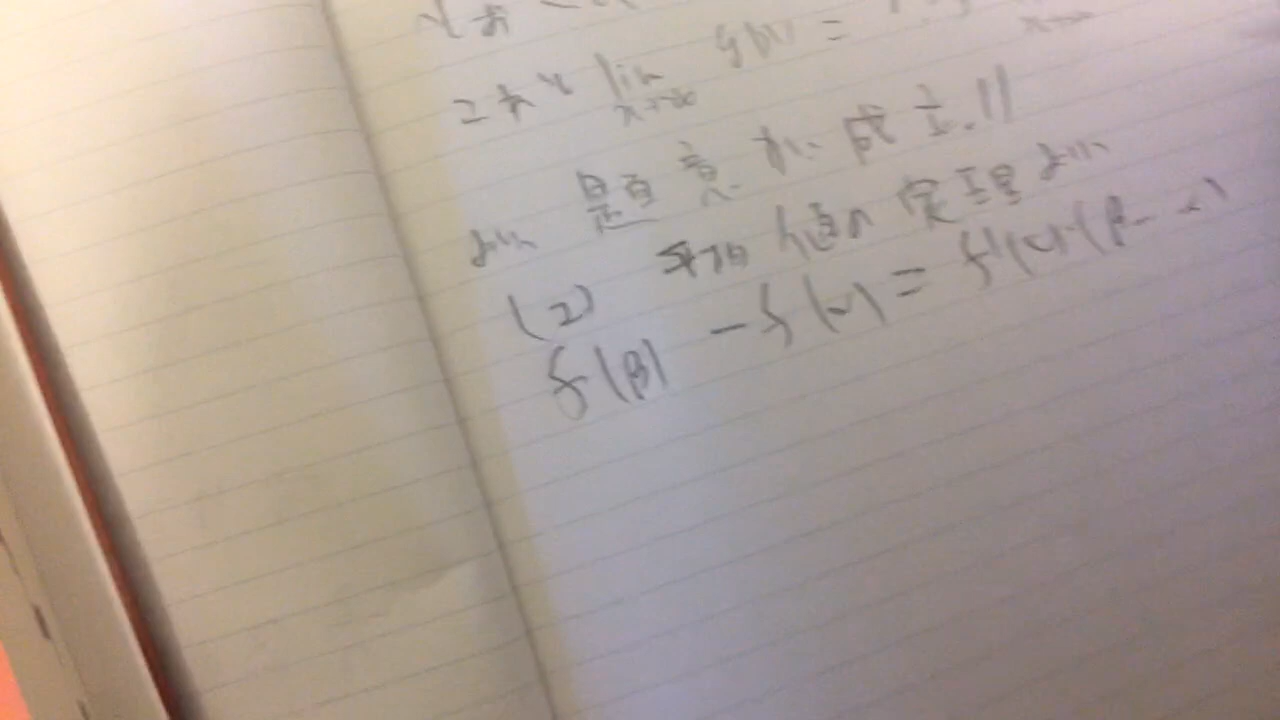 これと lim g(x) =
x→∞
より 題意が成立.//
(2) 平均値の定理より
f(β) - f(α) = f'(c)(β-α)